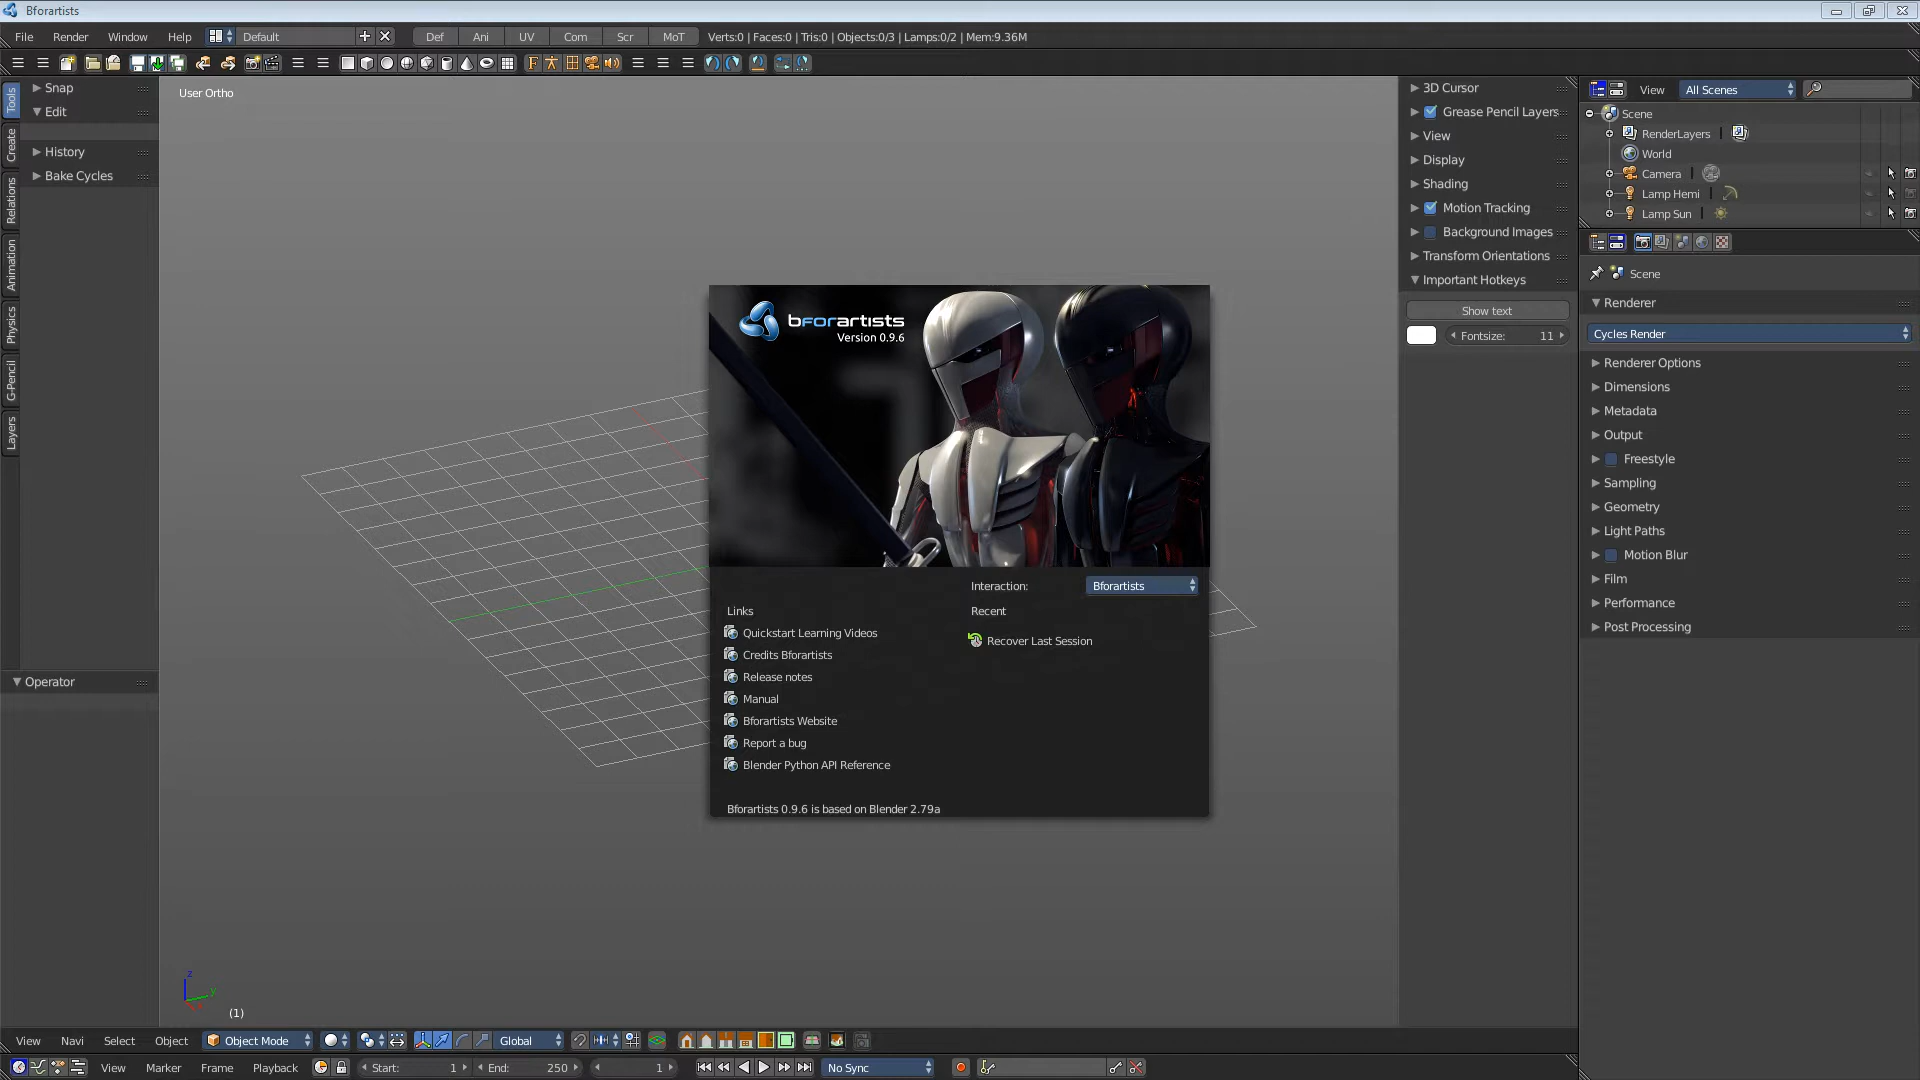 Bforartists
File Render Window Help Default Def Ani UV Com Scr MoT Verts:0 | Faces:0 | Tris:0 | Objects:0/3 | Lamps:0/2 | Mem:9.36M
Tools
Create
Relations
Animation
Physics
G-Pencil
Layers
Snap
Edit
History
Bake Cycles
Operator
User Ortho
bforartists
Version 0.9.6
Interaction: Bforartists
Links
Recent
Quickstart Learning Videos
Recover Last Session
Credits Bforartists
Release notes
Manual
Bforartists Website
Report a bug
Blender Python API Reference
Bforartists 0.9.6 is based on Blender 2.79a
z
y
(1)
3D Cursor
Grease Pencil Layers
View
Display
Shading
Motion Tracking
Background Images
Transform Orientations
Important Hotkeys
Show text
Fontsize: 11
View All Scenes
Scene
RenderLayers
World
Camera
Lamp Hemi
Lamp Sun
Scene
Renderer
Cycles Render
Renderer Options
Dimensions
Metadata
Output
Freestyle
Sampling
Geometry
Light Paths
Motion Blur
Film
Performance
Post Processing
View Navi Select Object Object Mode Global
View Marker Frame Playback Start: 1 End: 250 1 No Sync